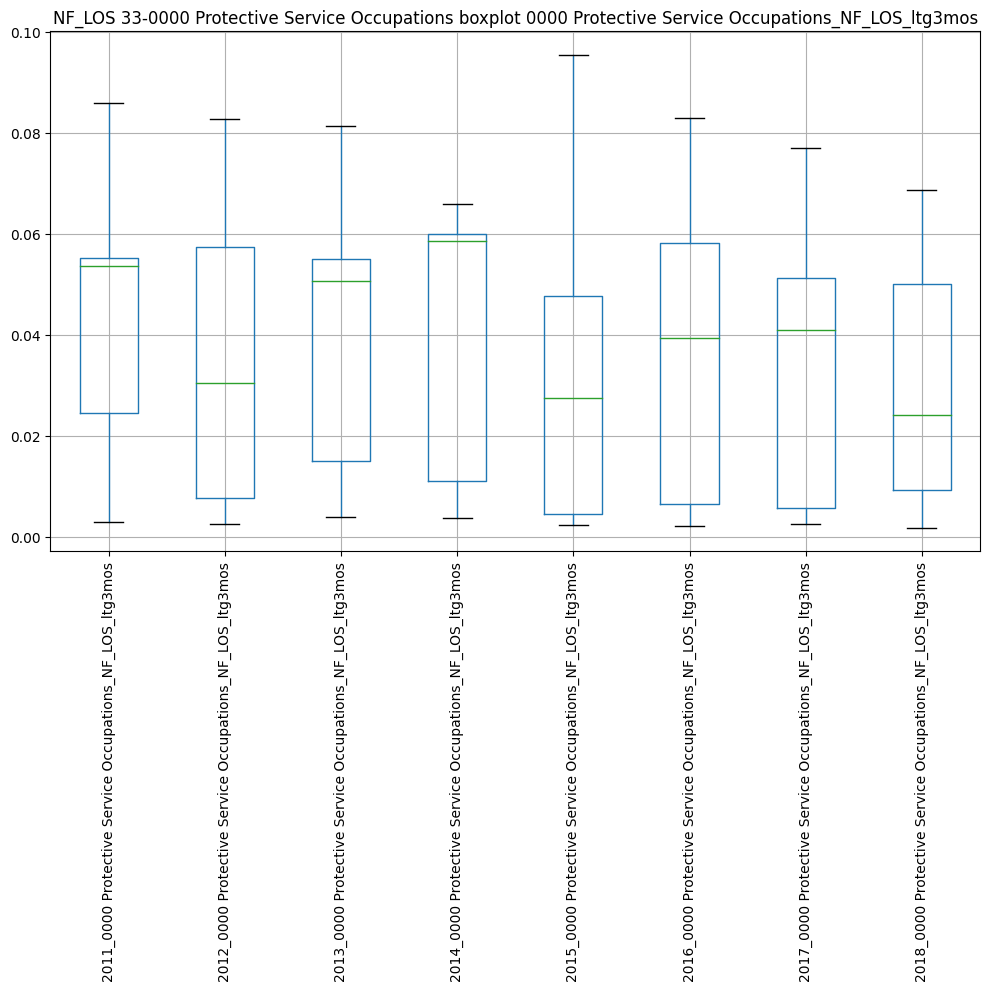 NF_LOS 33-0000 Protective Service Occupations boxplot 0000 Protective Service Occupations_NF_LOS_ltg3mos
0.10
0.08
0.06
0.04
0.02
0.00
2011_0000 Protective Service Occupations_NF_LOS_ltg3mos
2012_0000 Protective Service Occupations_NF_LOS_ltg3mos
2013_0000 Protective Service Occupations_NF_LOS_ltg3mos
2014_0000 Protective Service Occupations_NF_LOS_ltg3mos
2015_0000 Protective Service Occupations_NF_LOS_ltg3mos
2016_0000 Protective Service Occupations_NF_LOS_ltg3mos
2017_0000 Protective Service Occupations_NF_LOS_ltg3mos
2018_0000 Protective Service Occupations_NF_LOS_ltg3mos